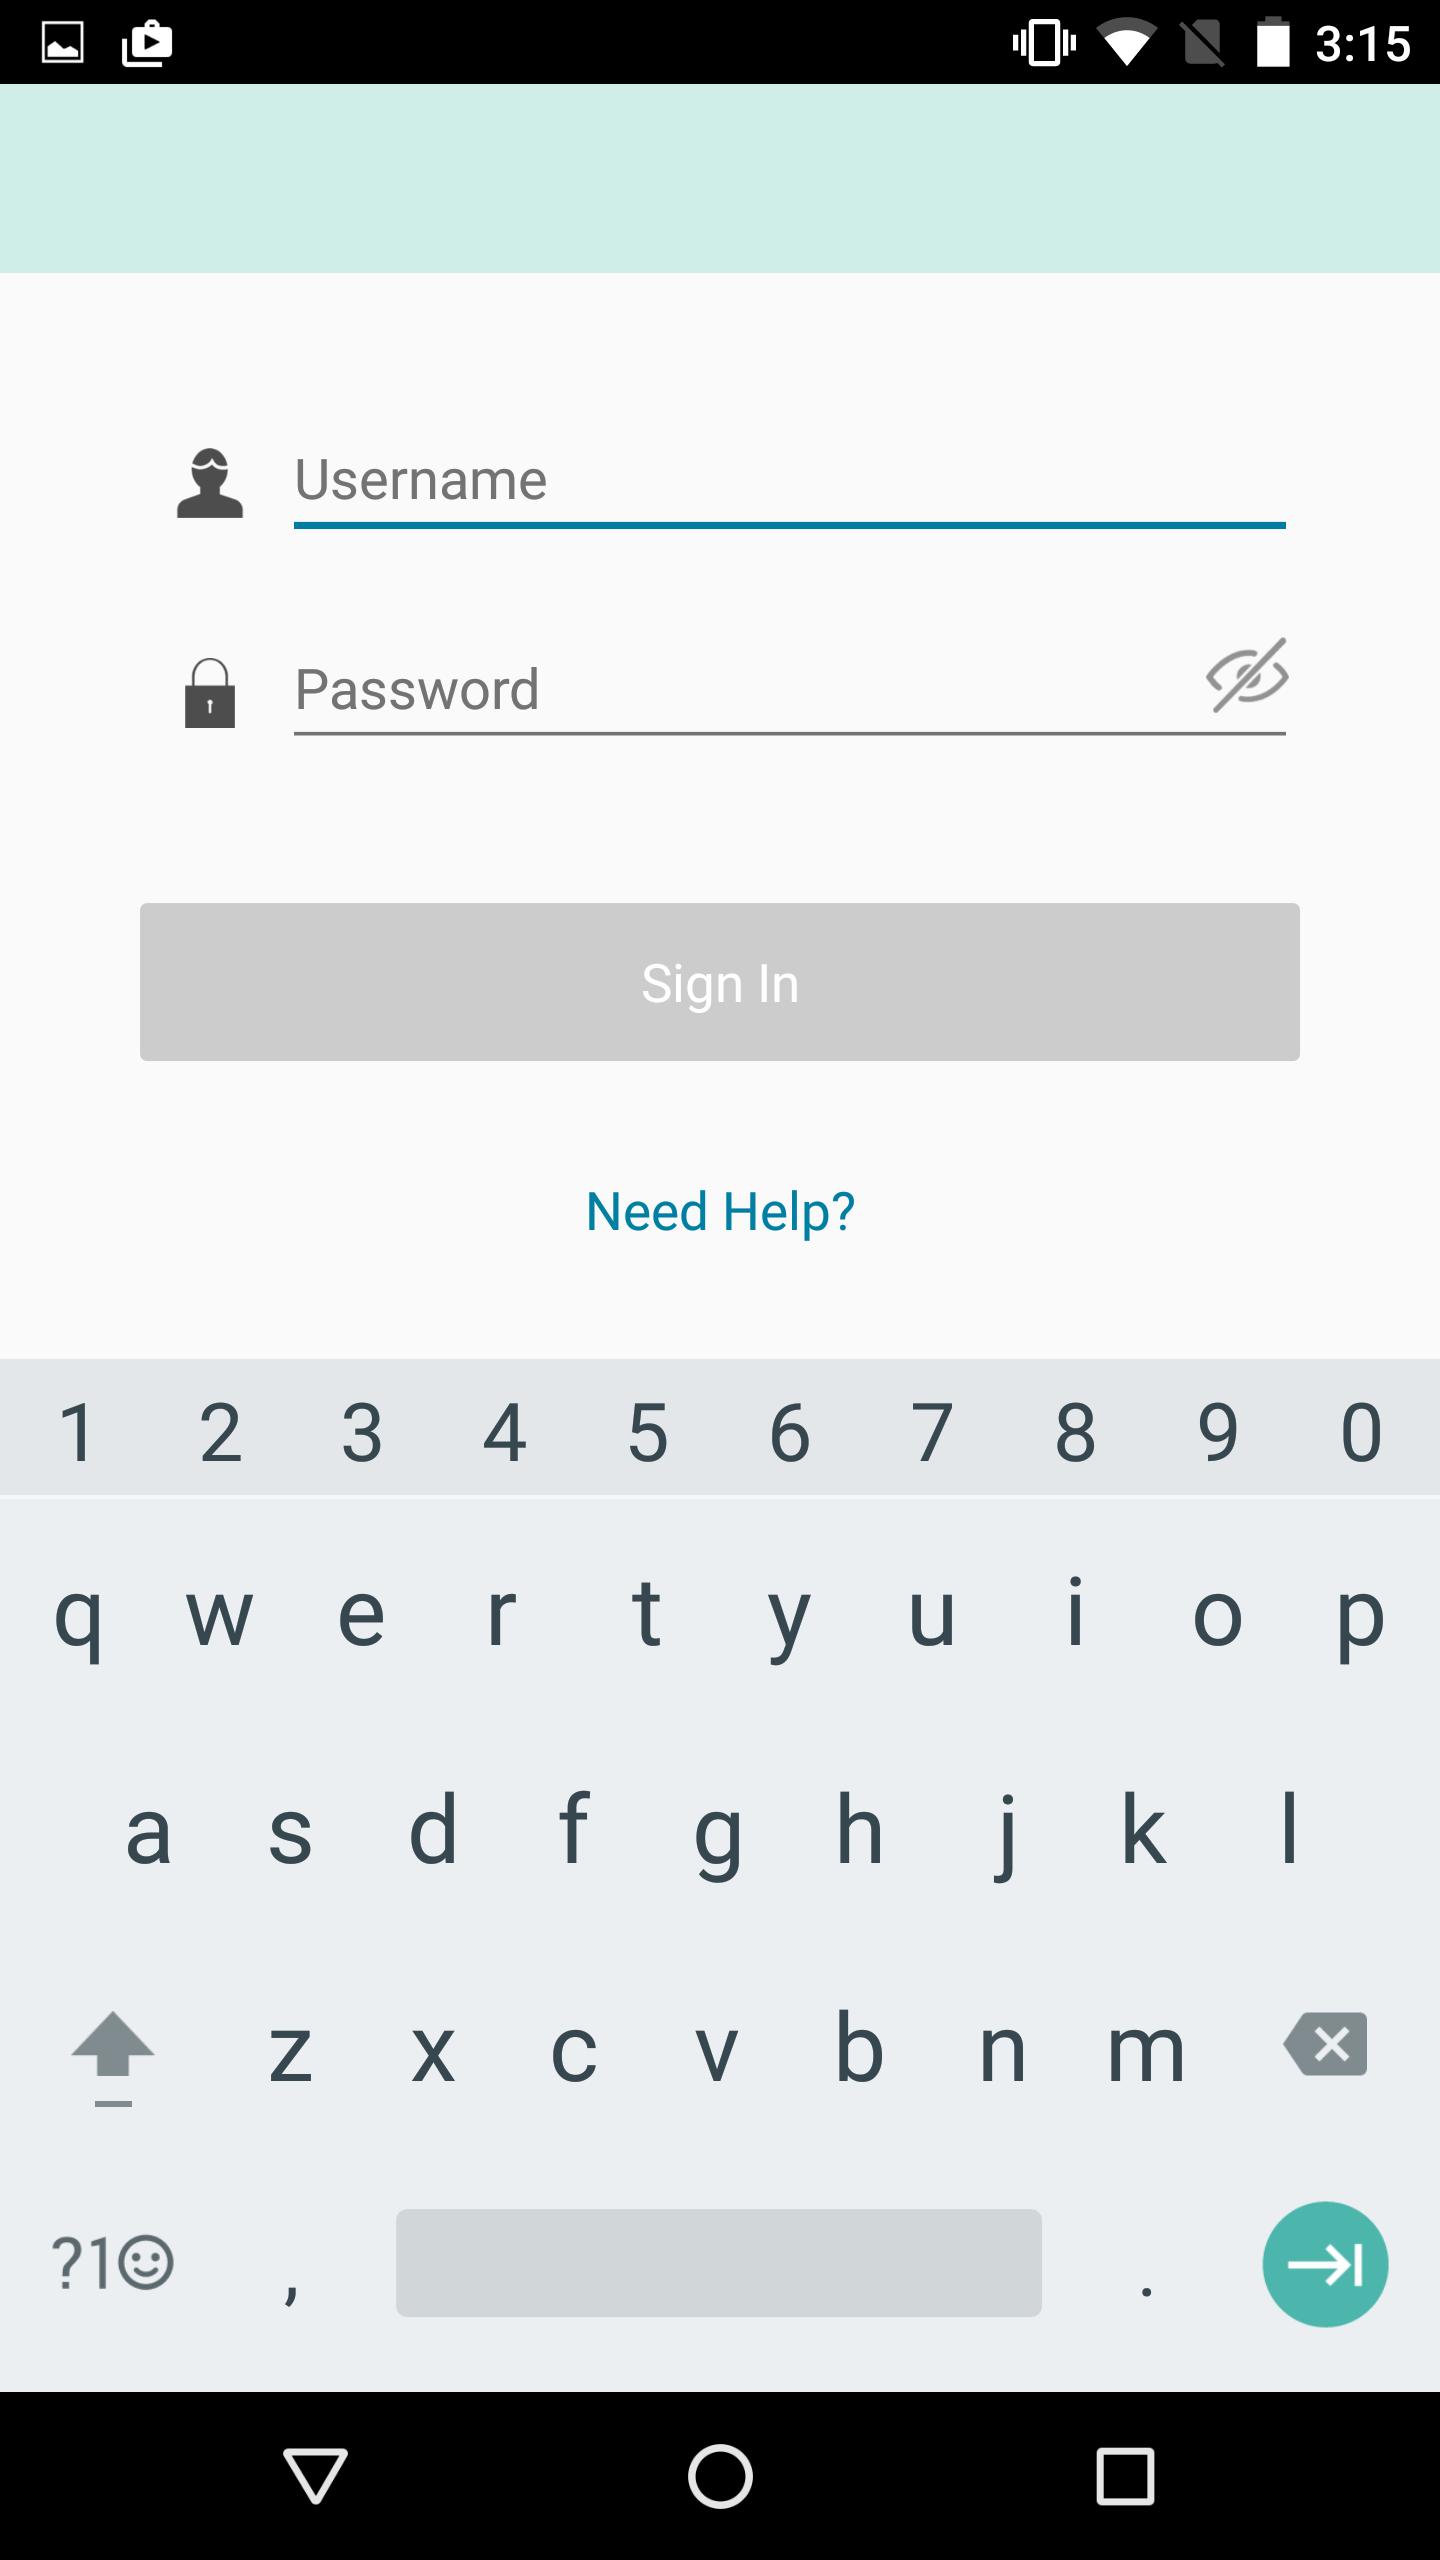 3:15
Username
Password
Sign In
Need Help?
1 2 3 4 5 6 7 8 9 0
q w e r t y u i o p
a s d f g h j k l
z x c v b n m
?1☺ , .